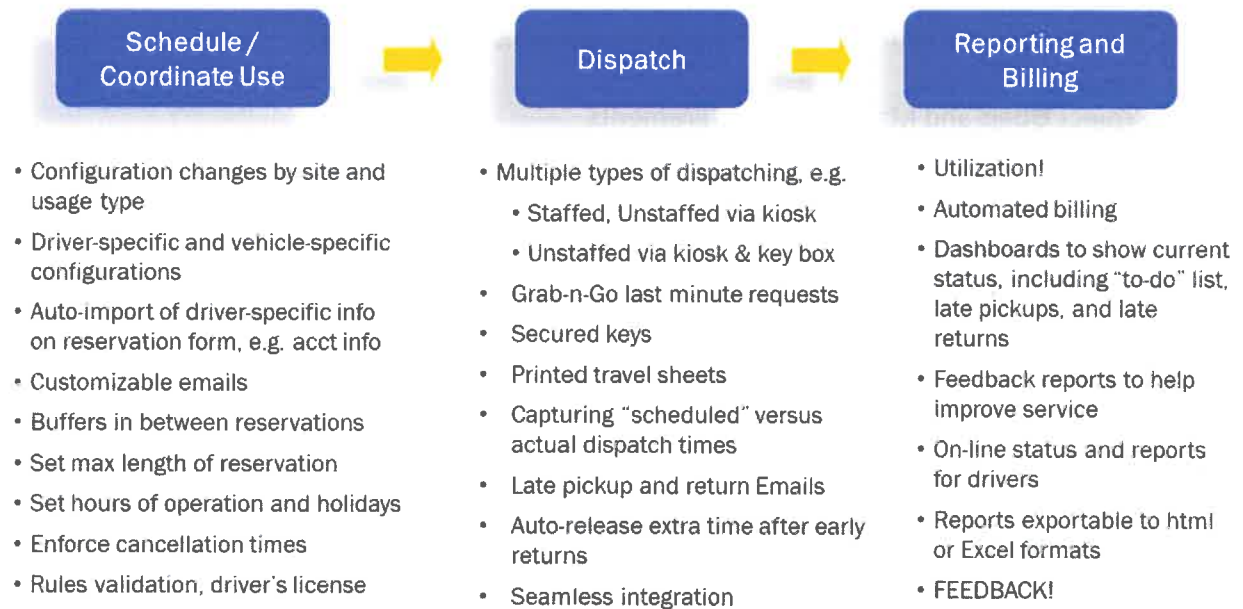 Schedule /
Coordinate Use
Dispatch
Reporting and
Billing
• Configuration changes by site and
usage type
• Driver-specific and vehicle-specific
configurations
• Auto-import of driver-specific info
on reservation form, e.g. acct info
• Customizable emails
• Buffers in between reservations
• Set max length of reservation
• Set hours of operation and holidays
• Enforce cancellation times
• Rules validation, driver's license
• Multiple types of dispatching, e.g.
• Staffed, Unstaffed via kiosk
• Unstaffed via kiosk & key box
• Grab-n-Go last minute requests
• Secured keys
• Printed travel sheets
• Capturing "scheduled" versus
actual dispatch times
• Late pickup and return Emails
• Auto-release extra time after early
returns
• Seamless integration
• Utilization!
• Automated billing
• Dashboards to show current
status, including "to-do" list,
late pickups, and late
returns
• Feedback reports to help
improve service
• On-line status and reports
for drivers
• Reports exportable to html
or Excel formats
• FEEDBACK!